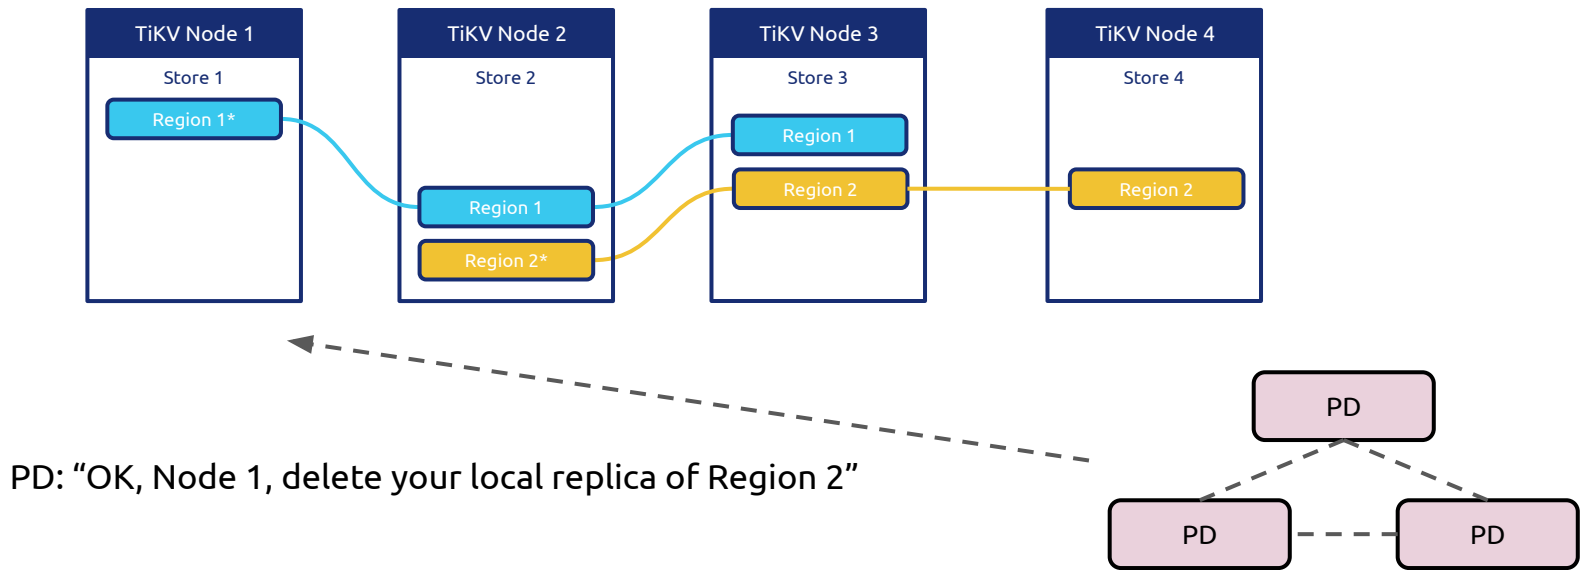 TiKV Node 1
TiKV Node 2
TiKV Node 3
TiKV Node 4
Store 1
Store 2
Store 3
Store 4
Region 1*
Region 1
Region 1
Region 2*
Region 2
Region 2
PD
PD: “OK, Node 1, delete your local replica of Region 2”
PD
PD